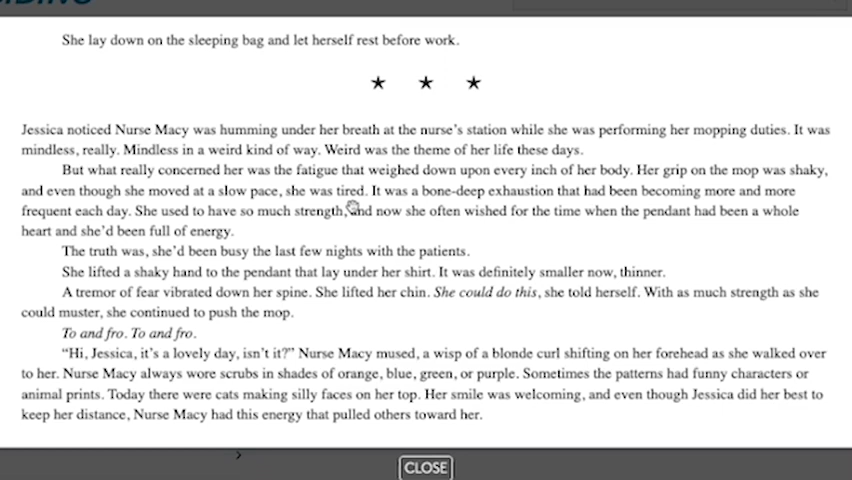 She lay down on the sleeping bag and let herself rest before work.
★ ★ ★
Jessica noticed Nurse Macy was humming under her breath at the nurse's station while she was performing her mopping duties. It was
mindless, really. Mindless in a weird kind of way. Weird was the theme of her life these days.
But what really concerned her was the fatigue that weighed down upon every inch of her body. Her grip on the mop was shaky,
and even though she moved at a slow pace, she was tired. It was a bone-deep exhaustion that had been becoming more and more
frequent each day. She used to have so much strength, and now she often wished for the time when the pendant had been a whole
heart and she'd been full of energy.
The truth was, she'd been busy the last few nights with the patients.
She lifted a shaky hand to the pendant that lay under her shirt. It was definitely smaller now, thinner.
A tremor of fear vibrated down her spine. She lifted her chin. She could do this, she told herself. With as much strength as she
could muster, she continued to push the mop.
To and fro. To and fro.
“Hi, Jessica, it's a lovely day, isn't it?” Nurse Macy mused, a wisp of a blonde curl shifting on her forehead as she walked over
to her. Nurse Macy always wore scrubs in shades of orange, blue, green, or purple. Sometimes the patterns had funny characters or
animal prints. Today there were cats making silly faces on her top. Her smile was welcoming, and even though Jessica did her best to
keep her distance, Nurse Macy had this energy that pulled others toward her.
CLOSE